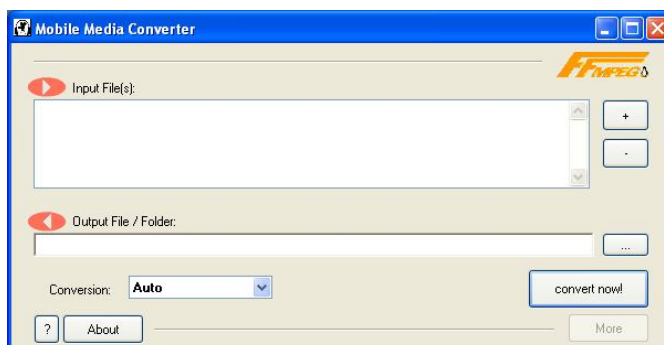 Mobile Media Converter
FFMPEG
Input File(s):
+
-
Output File / Folder:
...
Conversion: Auto convert now!
? About More